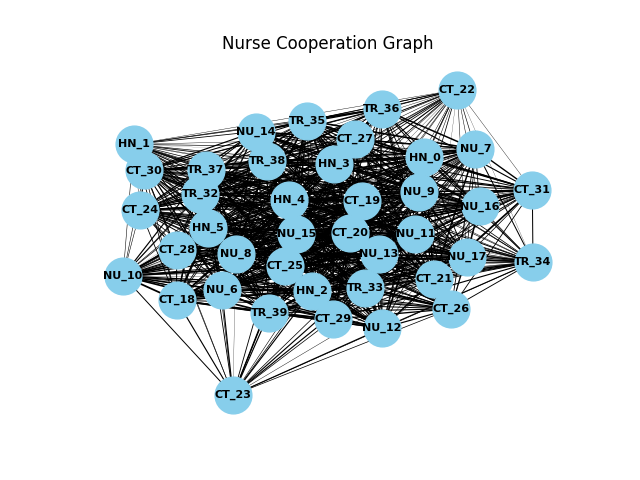 Nurse Cooperation Graph
CT_22
TR_36
TR_35
NU_14
CT_27
HN_1
NU_7
HN_0
TR_38
HN_3
CT_30
TR_37
CT_31
NU_9
TR_32
HN_4
CT_19
NU_16
CT_24
HN_5
NU_15
CT_20
NU_11
CT_28
NU_8
NU_13
NU_17
TR_34
CT_25
NU_10
CT_21
TR_33
NU_6
HN_2
CT_18
CT_26
TR_39
CT_29
NU_12
CT_23